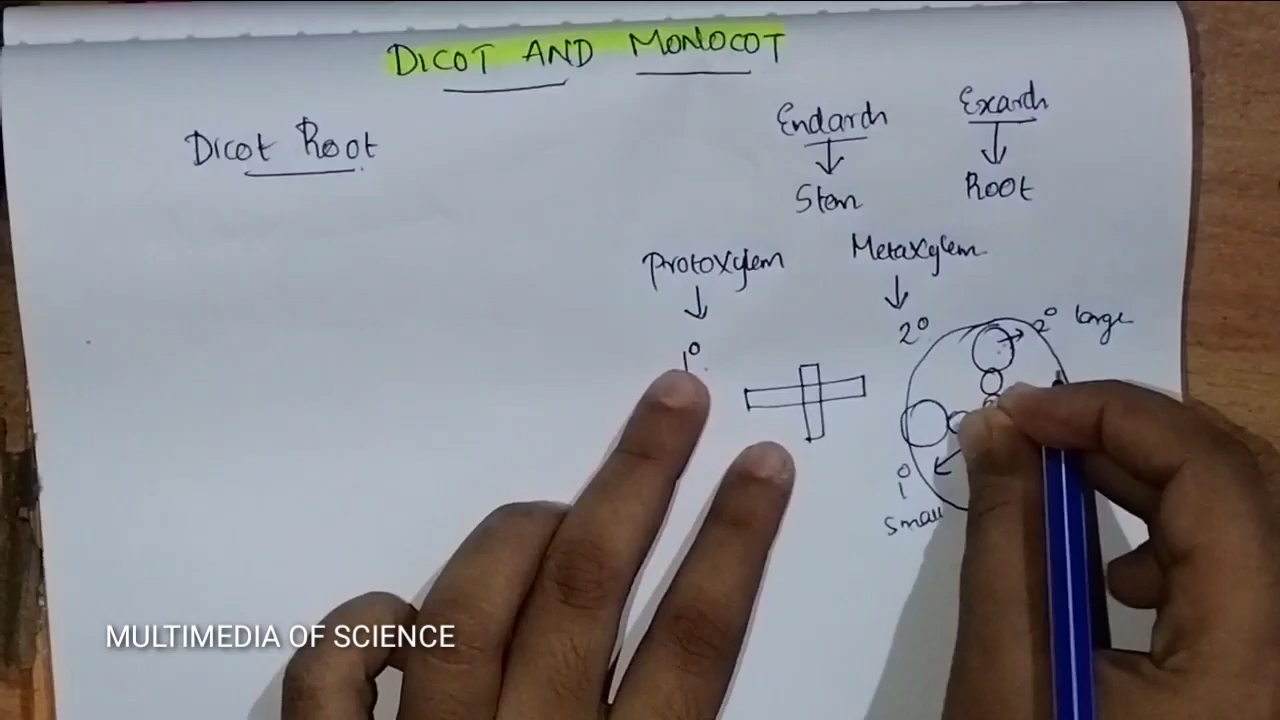 DICOT AND MONOCOT
Dicot Root
Endarch
Exarch
Stem
Root
Protoxylem
Metaxylem
1°
2°
2° large
1°
small
MULTIMEDIA OF SCIENCE